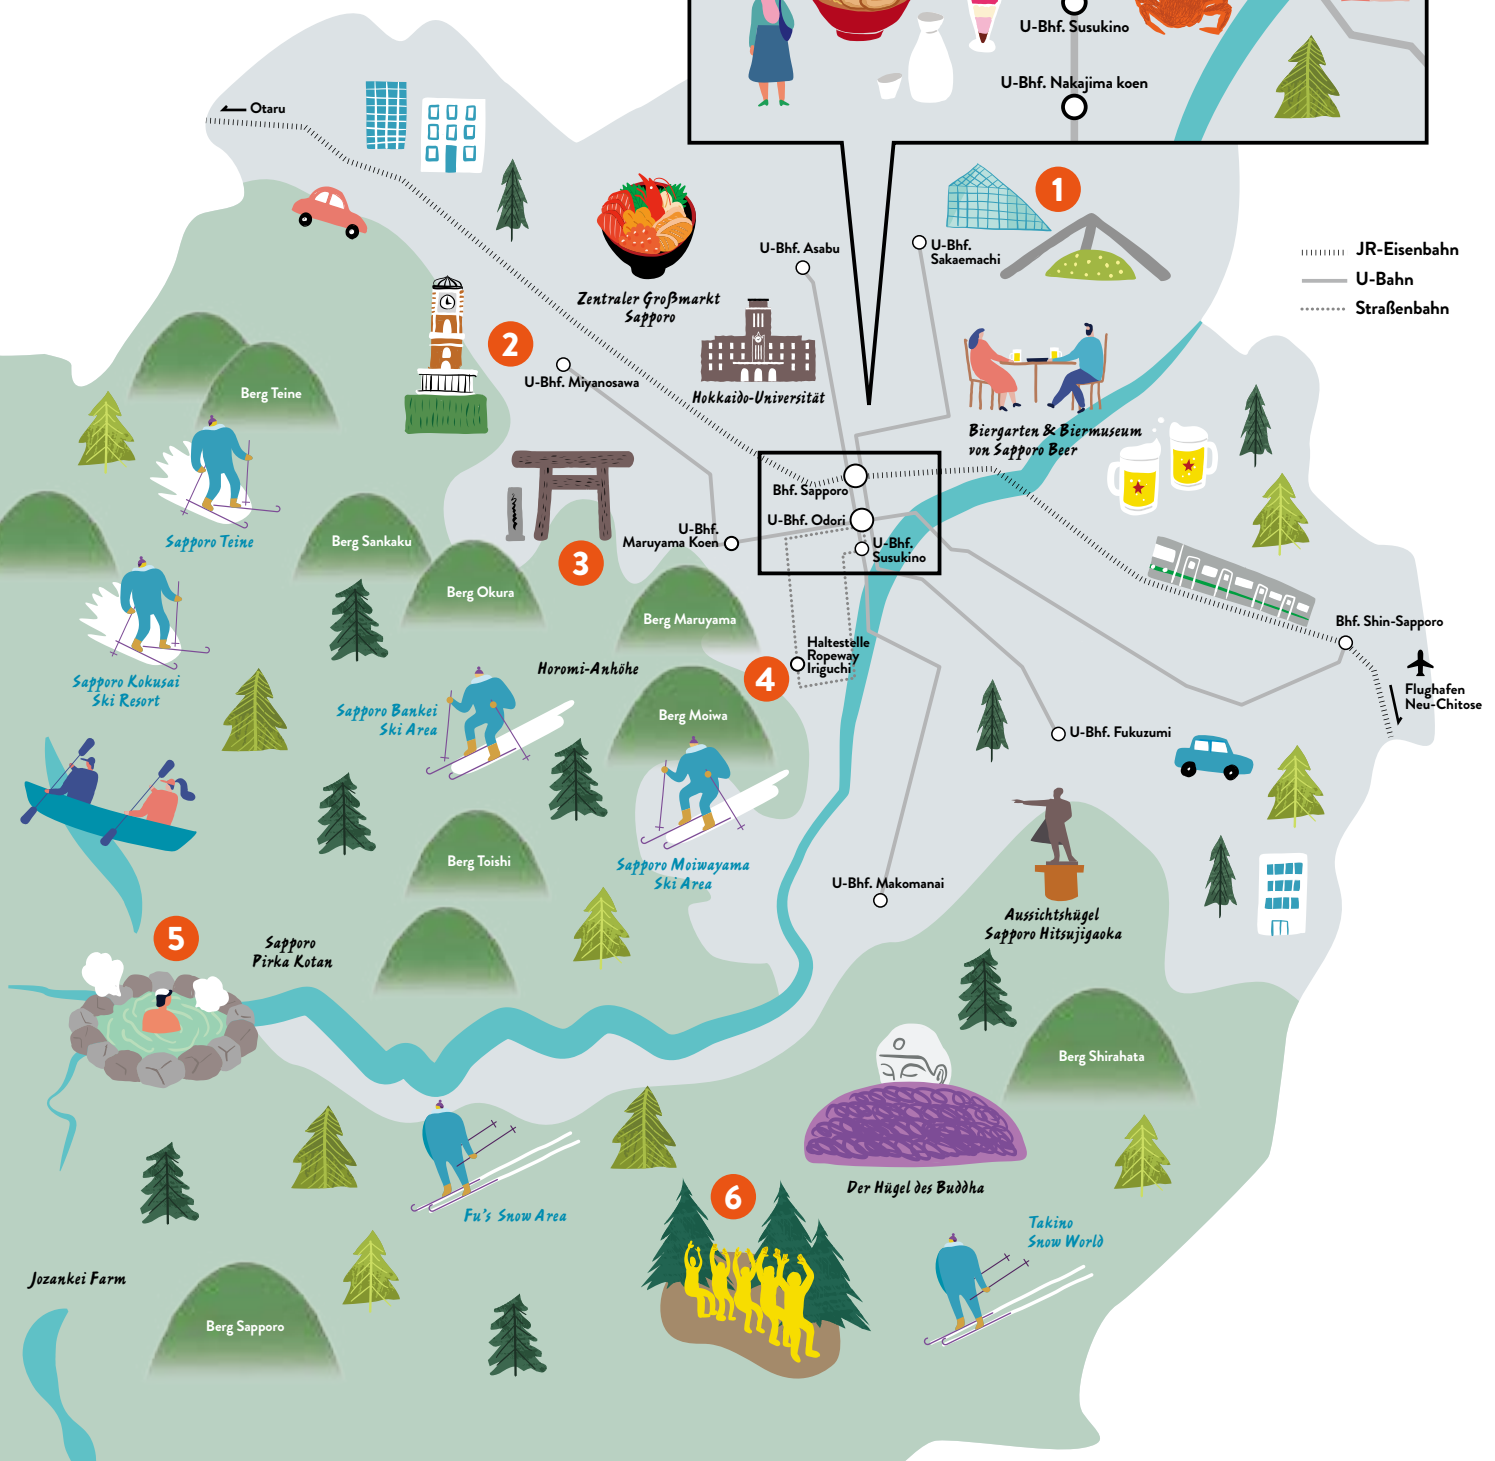 U-Bhf. Susukino
U-Bhf. Nakajima koen
Otaru
1
U-Bhf. Asabu
U-Bhf.
Sakaemachi
JR-Eisenbahn
U-Bahn
Straßenbahn
Zentraler Großmarkt
Sapporo
2
U-Bhf. Miyanosawa
Hokkaido-Universität
Berg Teine
Biergarten & Biermuseum
von Sapporo Beer
Bhf. Sapporo
U-Bhf. Odori
U-Bhf.
Susukino
U-Bhf.
Maruyama Koen
Sapporo Teine
Berg Sankaku
3
Berg Okura
Berg Maruyama
Bhf. Shin-Sapporo
Haltestelle
Ropeway
Iriguchi
4
Horomi-Anhöhe
Sapporo Kokusai
Ski Resort
Flughafen
Neu-Chitose
Sapporo Bankei
Ski Area
Berg Moiwa
U-Bhf. Fukuzumi
Berg Toishi
Sapporo Moiwayama
Ski Area
U-Bhf. Makomanai
Aussichtshügel
Sapporo Hitsujigaoka
5
Sapporo
Pirka Kotan
Berg Shirahata
Der Hügel des Buddha
6
Fu's Snow Area
Takino
Snow World
Jozankei Farm
Berg Sapporo